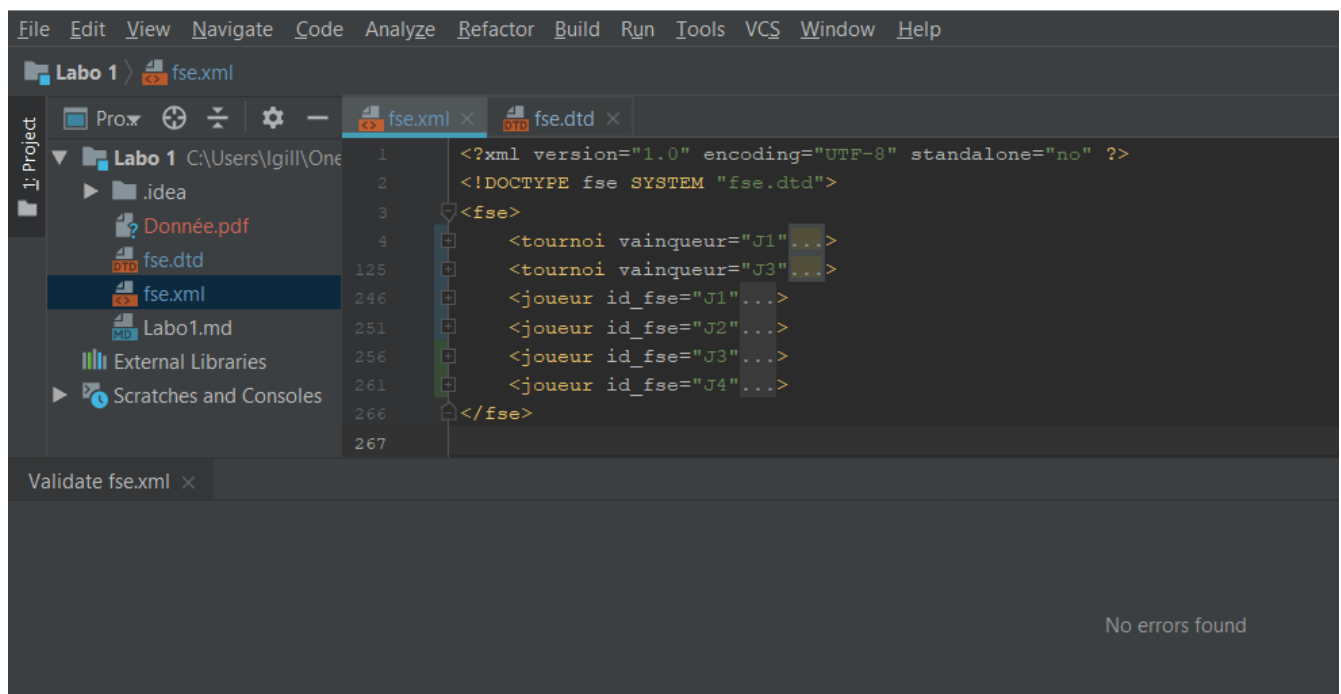 File Edit View Navigate Code Analyze Refactor Build Run Tools VCS Window Help
Labo 1 fse.xml
1: Project
Pro
Labo 1 C:\Users\lgill\One
.idea
Donnée.pdf
fse.dtd
fse.xml
Labo1.md
External Libraries
Scratches and Consoles
fse.xml fse.dtd
1 <?xml version="1.0" encoding="UTF-8" standalone="no" ?>
2 <!DOCTYPE fse SYSTEM "fse.dtd">
3 <fse>
4 <tournoi vainqueur="J1"...>
125 <tournoi vainqueur="J3"...>
246 <joueur id_fse="J1"...>
251 <joueur id_fse="J2"...>
256 <joueur id_fse="J3"...>
261 <joueur id_fse="J4"...>
266 </fse>
267
Validate fse.xml
No errors found